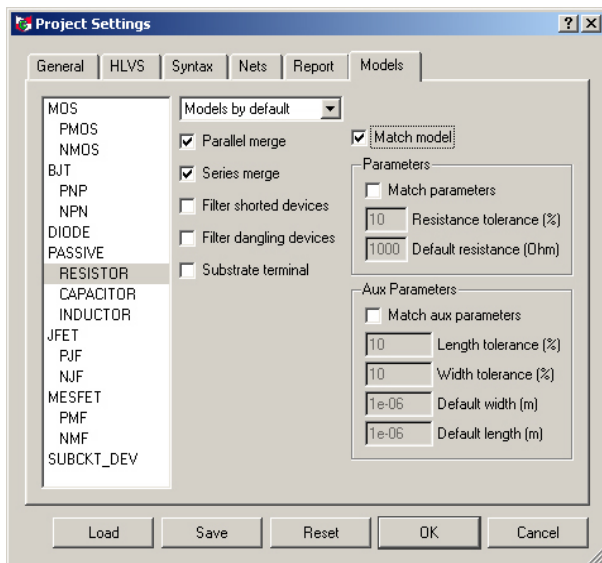 Project Settings
General HLVS Syntax Nets Report Models
MOS
PMOS
NMOS
BJT
PNP
NPN
DIODE
PASSIVE
RESISTOR
CAPACITOR
INDUCTOR
JFET
PJF
NJF
MESFET
PMF
NMF
SUBCKT_DEV
Models by default
Parallel merge
Series merge
Filter shorted devices
Filter dangling devices
Substrate terminal
Match model
Parameters
Match parameters
10 Resistance tolerance (%)
1000 Default resistance (Ohm)
Aux Parameters
Match aux parameters
10 Length tolerance (%)
10 Width tolerance (%)
1e-06 Default width (m)
1e-06 Default length (m)
Load Save Reset OK Cancel